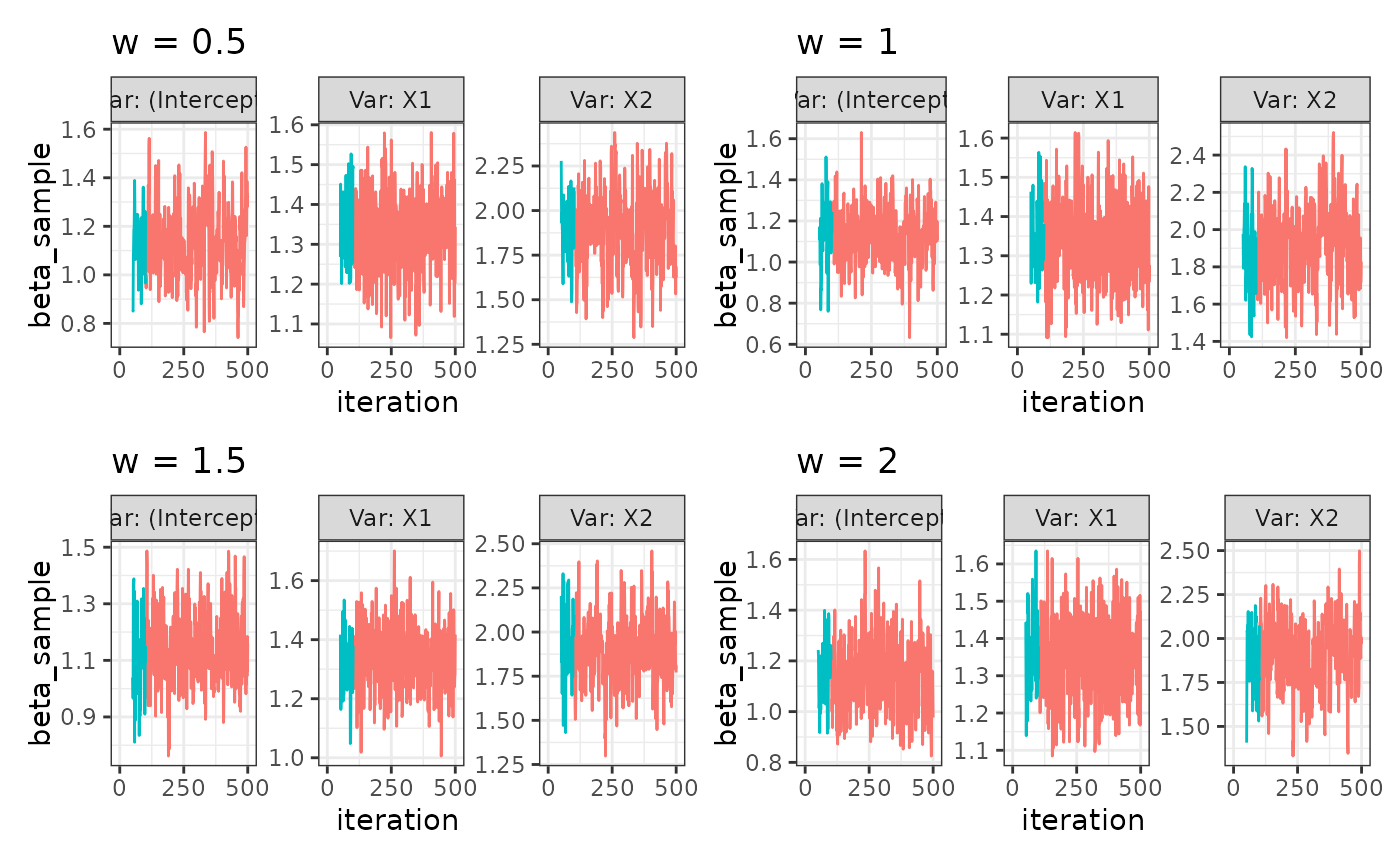 w = 0.5
ar: (Intercept
Var: X1
Var: X2
beta_sample
1.6
1.4
1.2
1.0
0.8
1.6
1.5
1.4
1.3
1.2
1.1
2.25
2.00
1.75
1.50
1.25
0 250 500
0 250 500
0 250 500
iteration
w = 1
Var: (Intercept
Var: X1
Var: X2
beta_sample
1.6
1.4
1.2
1.0
0.8
0.6
1.6
1.5
1.4
1.3
1.2
1.1
2.4
2.2
2.0
1.8
1.6
1.4
0 250 500
0 250 500
0 250 500
iteration
w = 1.5
ar: (Intercept
Var: X1
Var: X2
beta_sample
1.5
1.3
1.1
0.9
1.6
1.4
1.2
1.0
2.50
2.25
2.00
1.75
1.50
1.25
0 250 500
0 250 500
0 250 500
iteration
w = 2
ar: (Intercept
Var: X1
Var: X2
beta_sample
1.6
1.4
1.2
1.0
0.8
1.6
1.5
1.4
1.3
1.2
1.1
2.50
2.25
2.00
1.75
1.50
0 250 500
0 250 500
0 250 500
iteration